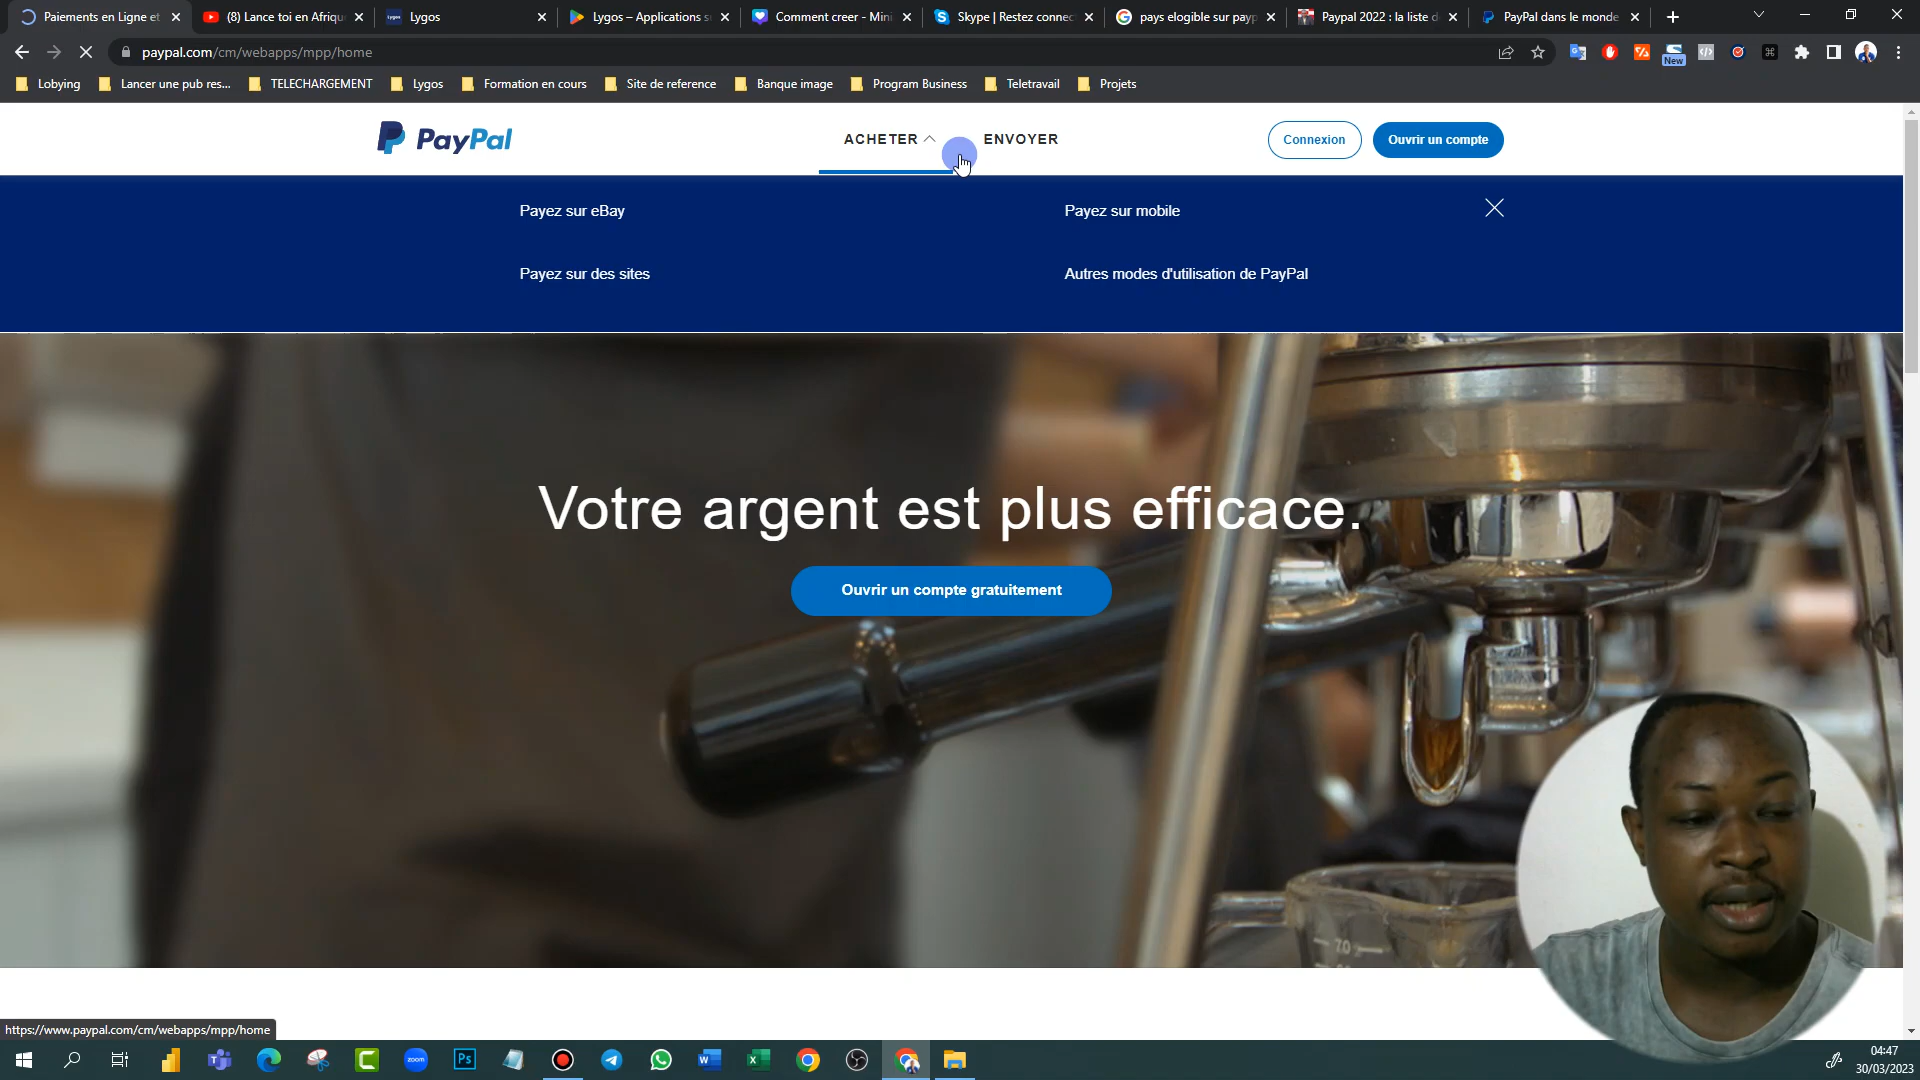 Paiements en Ligne et
(8) Lance toi en Afriqu
Lygos
Lygos – Applications s
Comment creer - Mini
Skype | Restez connec
pays elogible sur payp
Paypal 2022 : la liste d
PayPal dans le monde
paypal.com/cm/webapps/mpp/home
New
Lobying
Lancer une pub res...
TELECHARGEMENT
Lygos
Formation en cours
Site de reference
Banque image
Program Business
Teletravail
Projets
PayPal
ACHETER
ENVOYER
Connexion
Ouvrir un compte
Payez sur eBay
Payez sur mobile
Payez sur des sites
Autres modes d'utilisation de PayPal
Votre argent est plus efficace.
Ouvrir un compte gratuitement
https://www.paypal.com/cm/webapps/mpp/home
zoom
Ps
04:47
30/03/2023